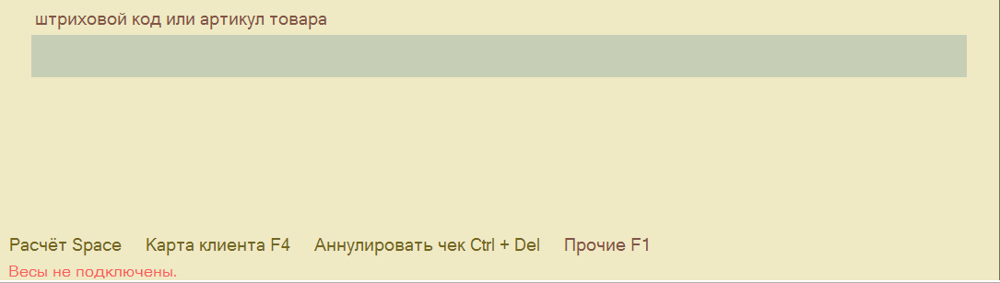 штриховой код или артикул товара
Расчёт Space Карта клиента F4 Аннулировать чек Ctrl + Del Прочие F1
Весы не подключены.